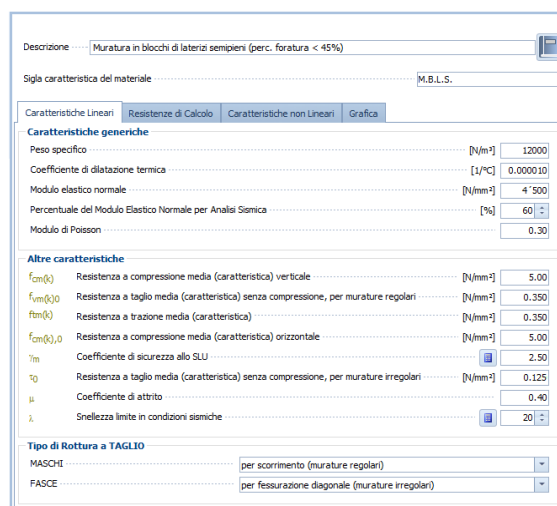 Descrizione Muratura in blocchi di laterizi semipieni (perc. foratura < 45%)
Sigla caratteristica del materiale M.B.L.S.
Caratteristiche Lineari Resistenze di Calcolo Caratteristiche non Lineari Grafica
Caratteristiche generiche
Peso specifico [N/m³] 12000
Coefficiente di dilatazione termica [1/°C] 0.000010
Modulo elastico normale [N/mm²] 4´500
Percentuale del Modulo Elastico Normale per Analisi Sismica [%] 60
Modulo di Poisson 0.30
Altre caratteristiche
fcm(k) Resistenza a compressione media (caratteristica) verticale [N/mm²] 5.00
fvm(k)0 Resistenza a taglio media (caratteristica) senza compressione, per murature regolari [N/mm²] 0.350
ftm(k) Resistenza a trazione media (caratteristica) [N/mm²] 0.350
fcm(k),0 Resistenza a compressione media (caratteristica) orizzontale [N/mm²] 5.00
γm Coefficiente di sicurezza allo SLU 2.50
τ0 Resistenza a taglio media (caratteristica) senza compressione, per murature irregolari [N/mm²] 0.125
μ Coefficiente di attrito 0.40
λ Snellezza limite in condizioni sismiche 20
Tipo di Rottura a TAGLIO
MASCHI per scorrimento (murature regolari)
FASCE per fessurazione diagonale (murature irregolari)